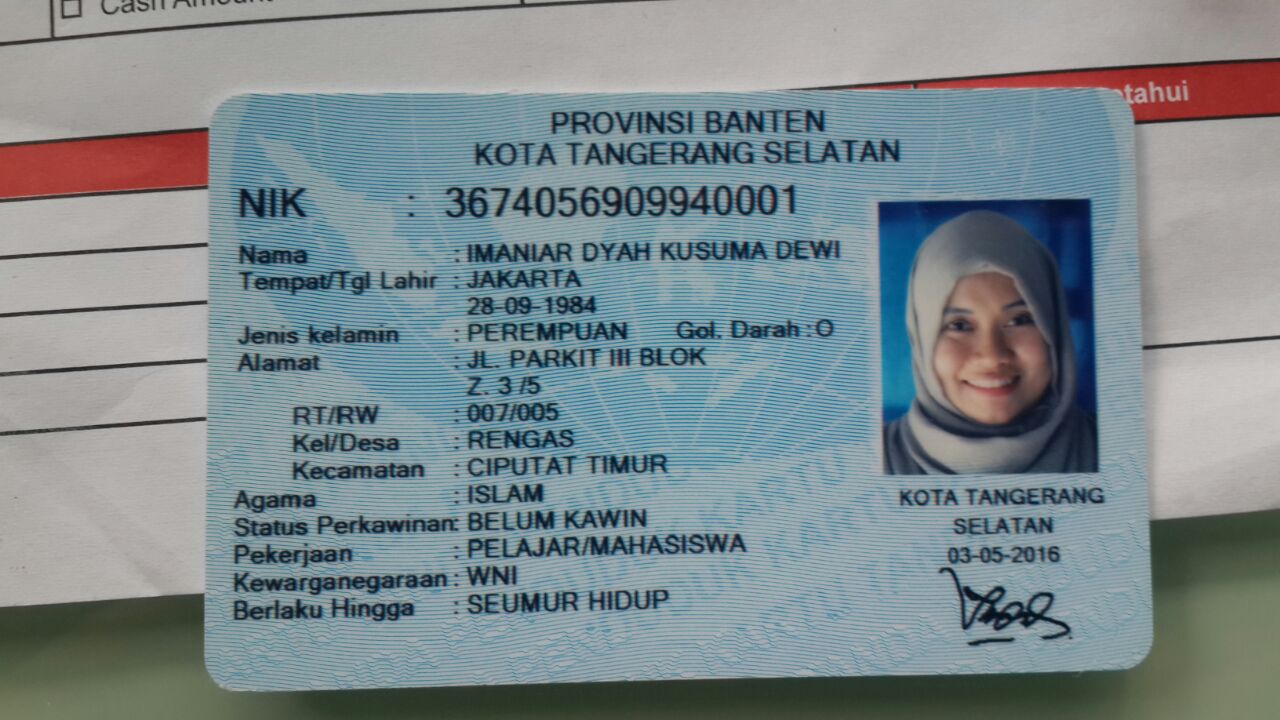 Cash Amount
tahui
PROVINSI BANTEN
KOTA TANGERANG SELATAN
NIK : 3674056909940001
Nama : IMANIAR DYAH KUSUMA DEWI
Tempat/Tgl Lahir : JAKARTA
28-09-1984
Jenis kelamin : PEREMPUAN Gol. Darah : O
Alamat : JL. PARKIT III BLOK
Z. 3 /5
RT/RW : 007/005
Kel/Desa : RENGAS
Kecamatan : CIPUTAT TIMUR
Agama : ISLAM
Status Perkawinan: BELUM KAWIN
Pekerjaan : PELAJAR/MAHASISWA
Kewarganegaraan : WNI
Berlaku Hingga : SEUMUR HIDUP
KOTA TANGERANG
SELATAN
03-05-2016